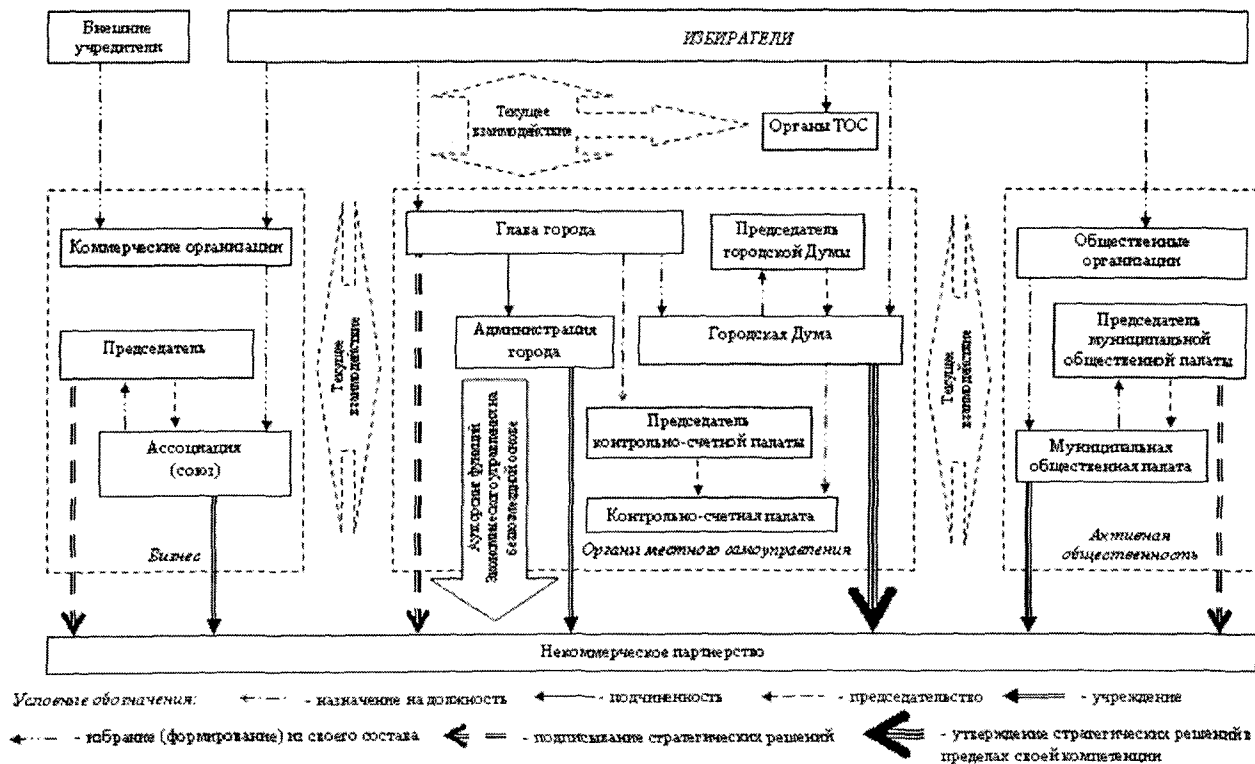 Внешние
учредители
ИЗБИРАТЕЛИ
Текущее
взаимодействие
Органы ТОС
Коммерческие организации
Председатель
Ассоциация
(союз)
Бизнес
Текущее
взаимодействие
Глава города
Председатель
городской Думы
Администрация
города
Городская Дума
Председатель
контрольно-счетной палаты
Контрольно-счетная палата
Аутсорсинг функций
экономического управления на
безвозмездной основе
Органы местного самоуправления
Текущее
взаимодействие
Общественные
организации
Председатель
муниципальной
общественной палаты
Муниципальная
общественная палата
Активная
общественность
Некоммерческое партнерство
Условные обозначения:
- назначение на должность
- подчиненность
- председательство
- учреждение
- избрание (формирование) из своего состава
- подписывание стратегических решений
- утверждение стратегических решений в
пределах своей компетенции